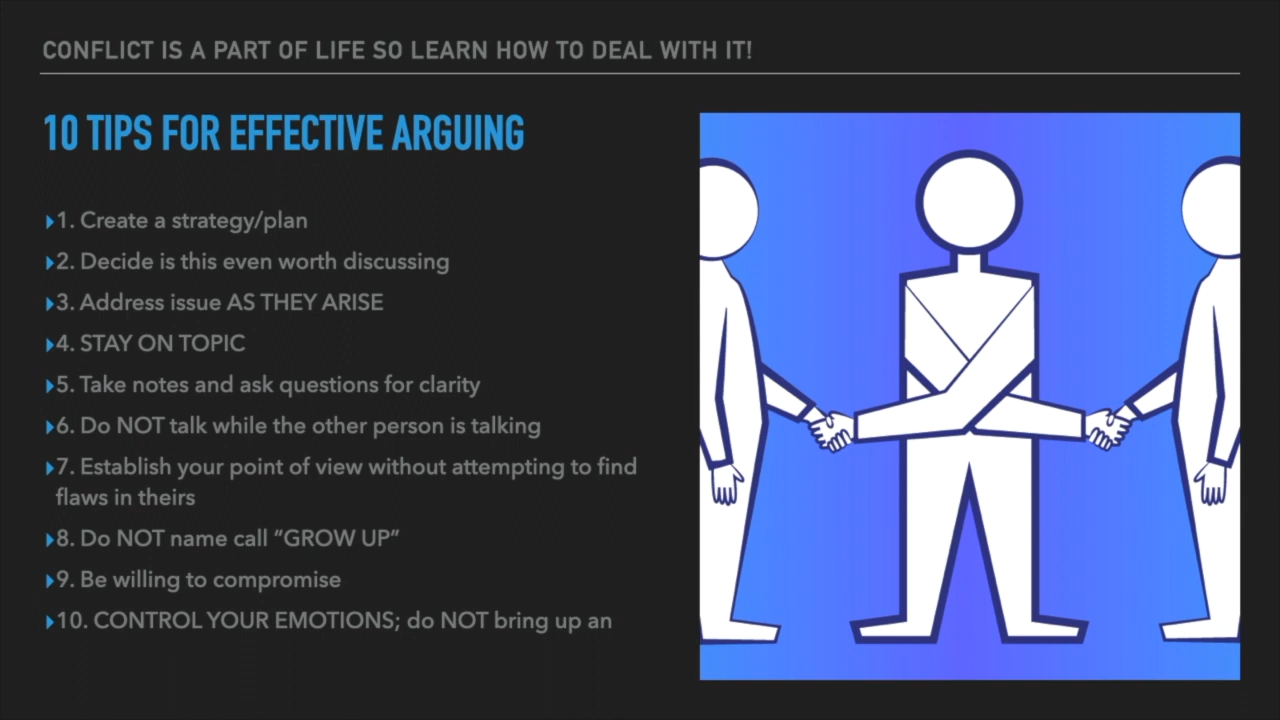 CONFLICT IS A PART OF LIFE SO LEARN HOW TO DEAL WITH IT!
10 TIPS FOR EFFECTIVE ARGUING
1. Create a strategy/plan
2. Decide is this even worth discussing
3. Address issue AS THEY ARISE
4. STAY ON TOPIC
5. Take notes and ask questions for clarity
6. Do NOT talk while the other person is talking
7. Establish your point of view without attempting to find
flaws in theirs
8. Do NOT name call “GROW UP”
9. Be willing to compromise
10. CONTROL YOUR EMOTIONS; do NOT bring up an